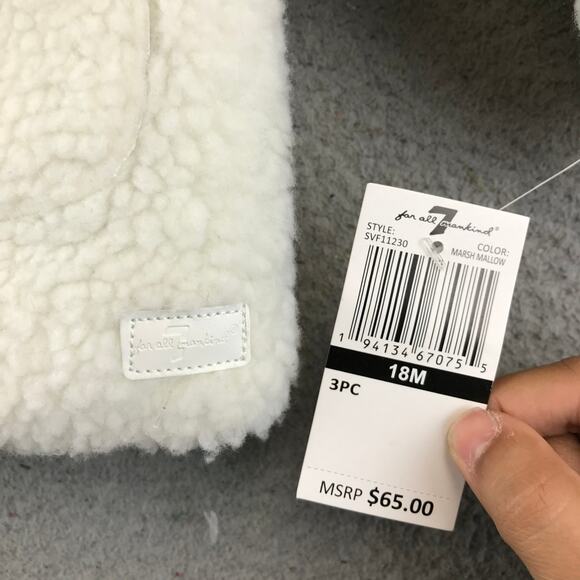 for all 7 mankind®
for all 7 mankind®
STYLE:
SVF11230
COLOR:
MARSH MALLOW
1 94134 67075 5
18M
3PC
MSRP $65.00